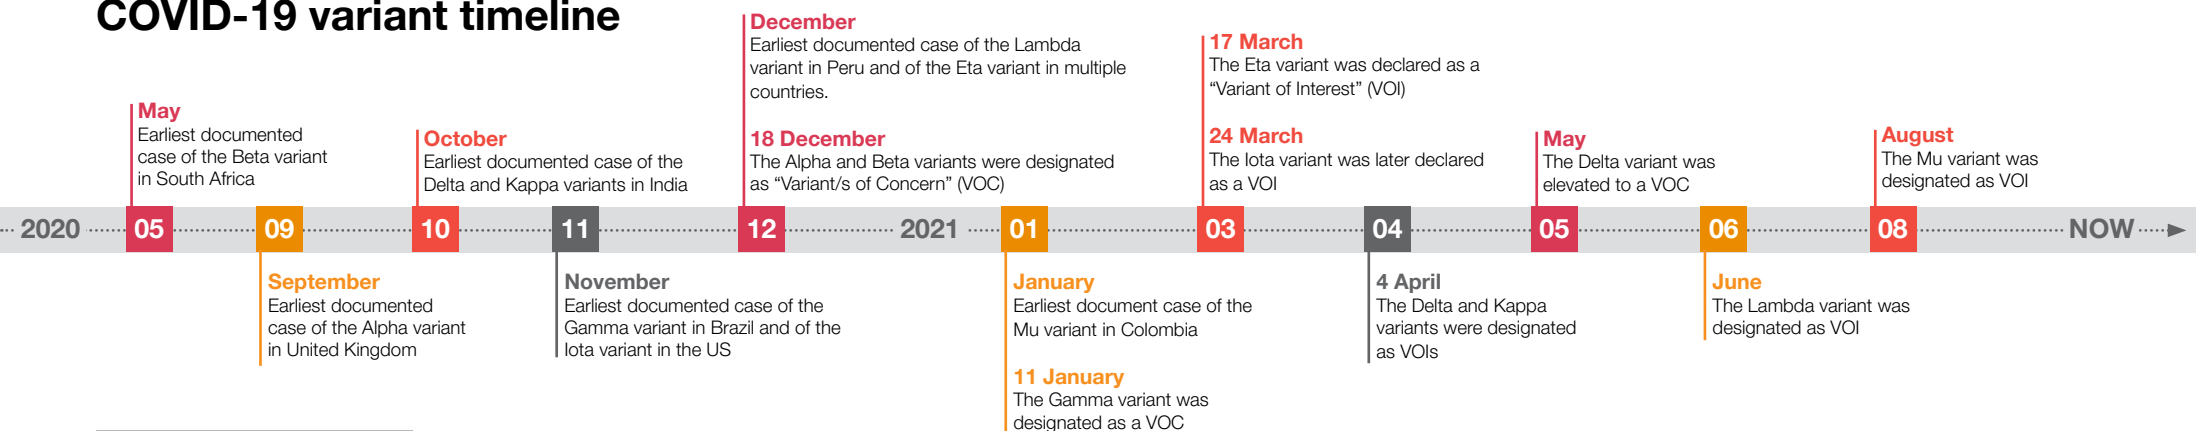 COVID-19 variant timeline
May
Earliest documented
case of the Beta variant
in South Africa
October
Earliest documented case of the
Delta and Kappa variants in India
December
Earliest documented case of the Lambda
variant in Peru and of the Eta variant in multiple
countries.
18 December
The Alpha and Beta variants were designated
as “Variant/s of Concern” (VOC)
17 March
The Eta variant was declared as a
“Variant of Interest” (VOI)
24 March
The Iota variant was later declared
as a VOI
May
The Delta variant was
elevated to a VOC
August
The Mu variant was
designated as VOI
2020 05 09 10 11 12 2021 01 03 04 05 06 08 NOW
September
Earliest documented
case of the Alpha variant
in United Kingdom
November
Earliest documented case of the
Gamma variant in Brazil and of the
Iota variant in the US
January
Earliest document case of the
Mu variant in Colombia
11 January
The Gamma variant was
designated as a VOC
4 April
The Delta and Kappa
variants were designated
as VOIs
June
The Lambda variant was
designated as VOI